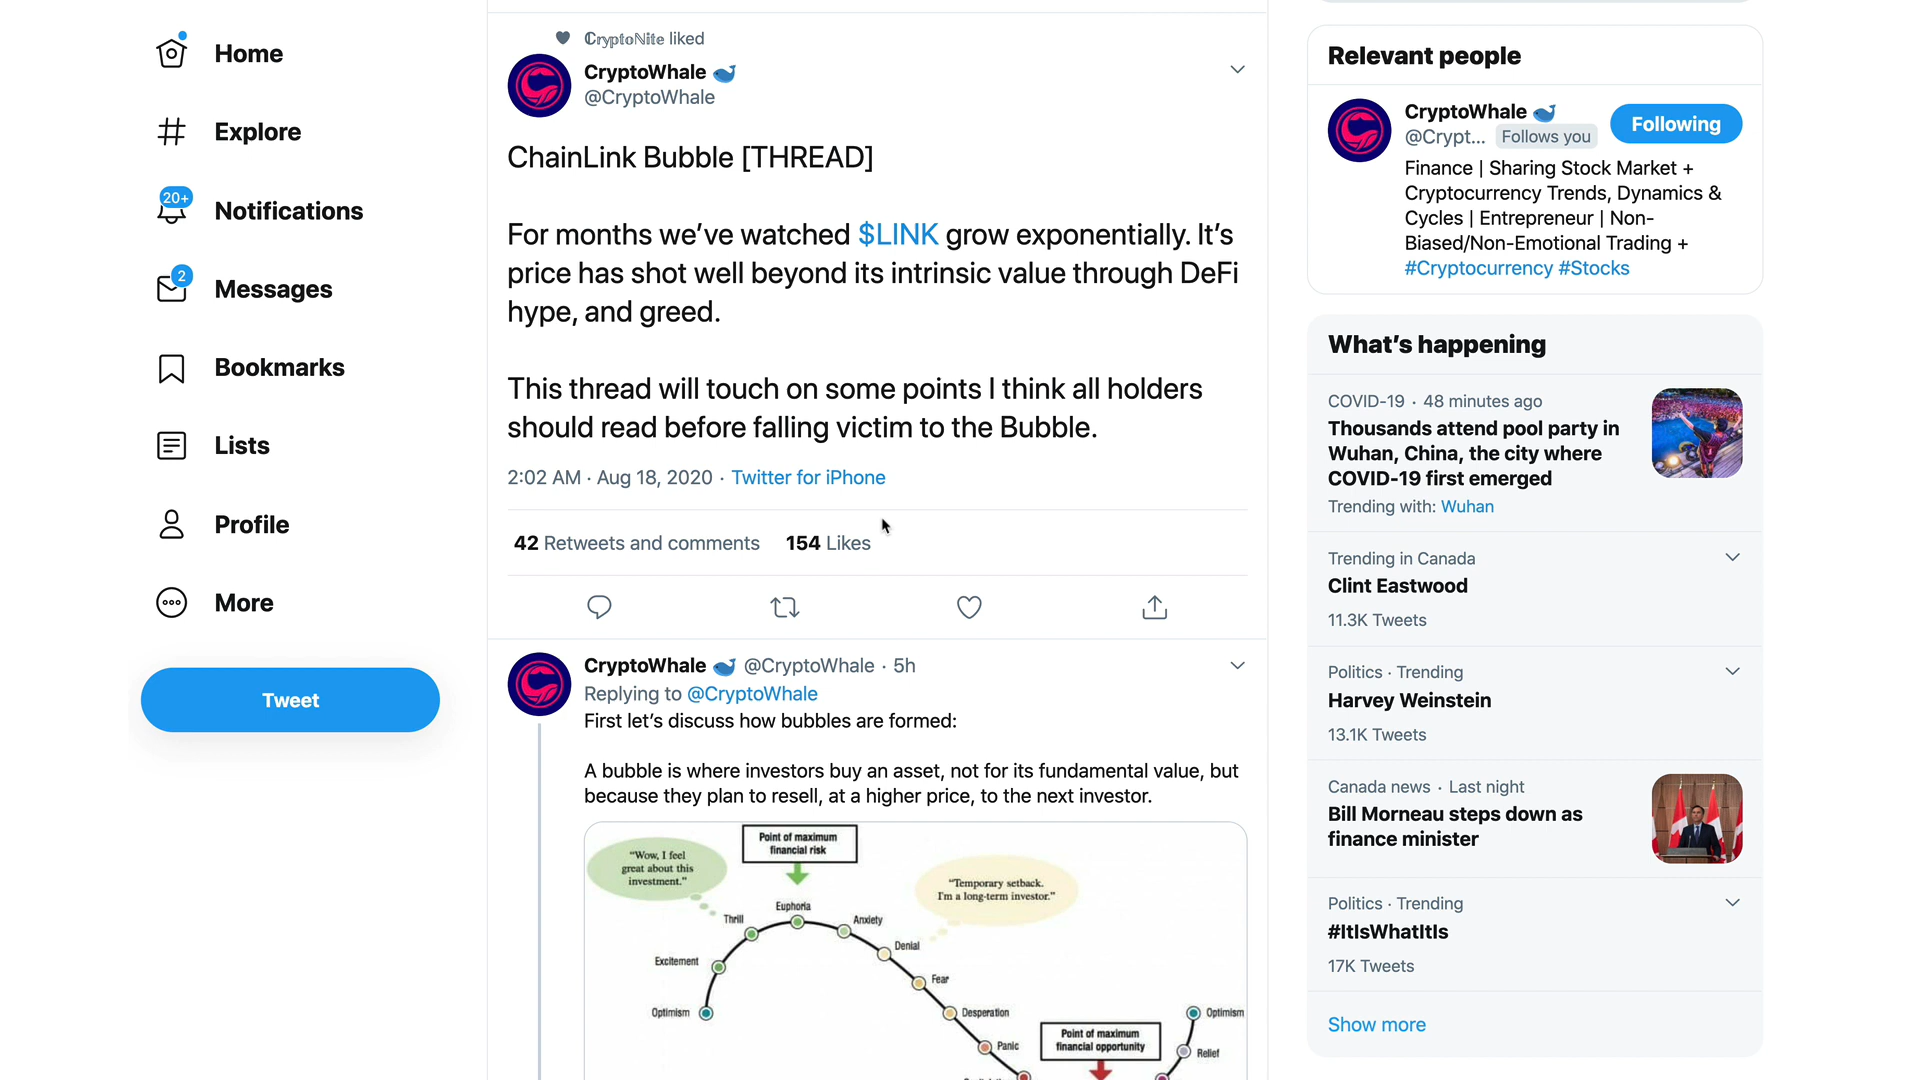 Home
Explore
20+
Notifications
2
Messages
Bookmarks
Lists
Profile
More
Tweet
CryptoNite liked
CryptoWhale
@CryptoWhale
ChainLink Bubble [THREAD]
For months we've watched $LINK grow exponentially. It's
price has shot well beyond its intrinsic value through DeFi
hype, and greed.
This thread will touch on some points I think all holders
should read before falling victim to the Bubble.
2:02 AM · Aug 18, 2020 · Twitter for iPhone
42 Retweets and comments 154 Likes
CryptoWhale @CryptoWhale · 5h
Replying to @CryptoWhale
First let's discuss how bubbles are formed:
A bubble is where investors buy an asset, not for its fundamental value, but
because they plan to resell, at a higher price, to the next investor.
"Wow, I feel
great about this
investment."
Point of maximum
financial risk
"Temporary setback.
I'm a long-term investor."
Euphoria
Thrill
Anxiety
Denial
Excitement
Fear
Optimism
Desperation
Panic
Point of maximum
financial opportunity
Optimism
Relief
Relevant people
CryptoWhale
@Crypt... Follows you
Following
Finance | Sharing Stock Market +
Cryptocurrency Trends, Dynamics &
Cycles | Entrepreneur | Non-
Biased/Non-Emotional Trading +
#Cryptocurrency #Stocks
What's happening
COVID-19 · 48 minutes ago
Thousands attend pool party in
Wuhan, China, the city where
COVID-19 first emerged
Trending with: Wuhan
Trending in Canada
Clint Eastwood
11.3K Tweets
Politics · Trending
Harvey Weinstein
13.1K Tweets
Canada news · Last night
Bill Morneau steps down as
finance minister
Politics · Trending
#ItIsWhatItIs
17K Tweets
Show more